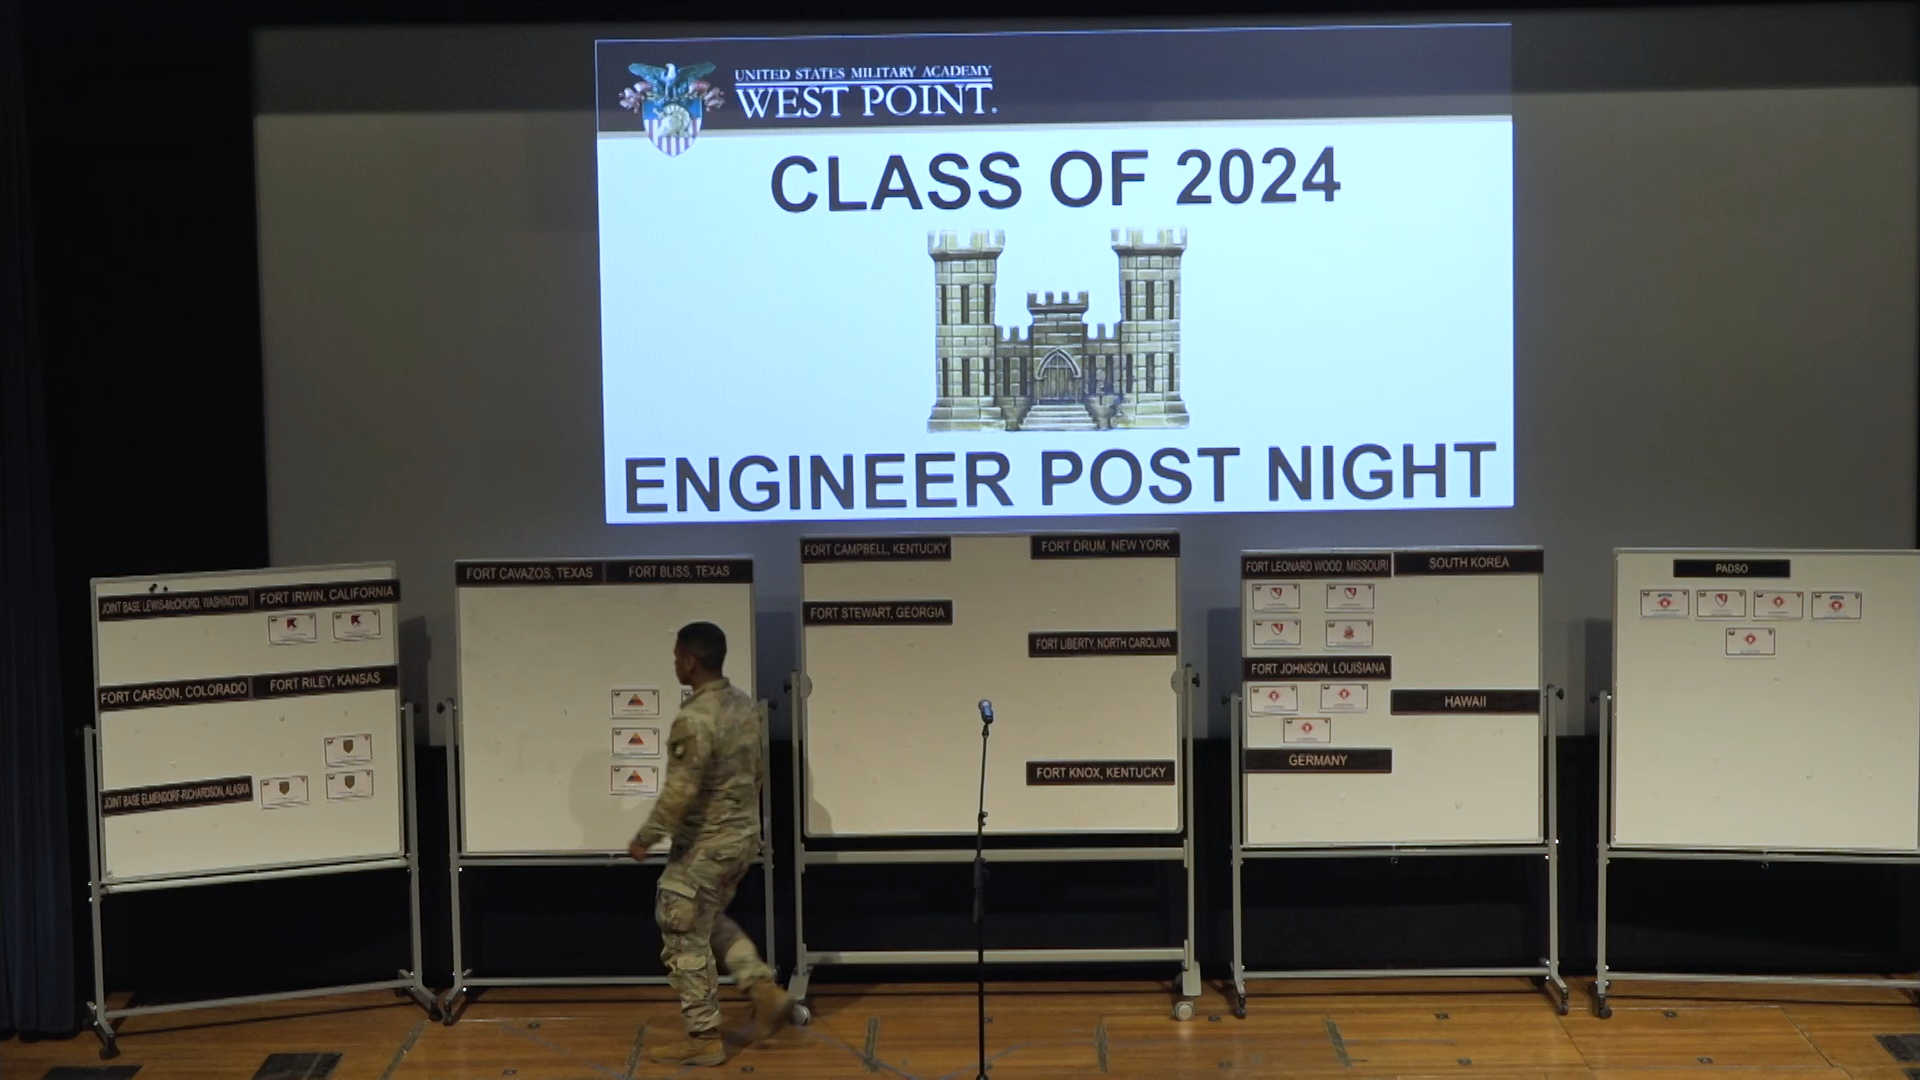 UNITED STATES MILITARY ACADEMY
WEST POINT.
CLASS OF 2024
ENGINEER POST NIGHT
JOINT BASE LEWIS-McCHORD, WASHINGTON
FORT IRWIN, CALIFORNIA
FORT CARSON, COLORADO
FORT RILEY, KANSAS
JOINT BASE ELMENDORF-RICHARDSON, ALASKA
FORT CAVAZOS, TEXAS
FORT BLISS, TEXAS
FORT CAMPBELL, KENTUCKY
FORT DRUM, NEW YORK
FORT STEWART, GEORGIA
FORT LIBERTY, NORTH CAROLINA
FORT KNOX, KENTUCKY
FORT LEONARD WOOD, MISSOURI
SOUTH KOREA
FORT JOHNSON, LOUISIANA
HAWAII
GERMANY
PADSO